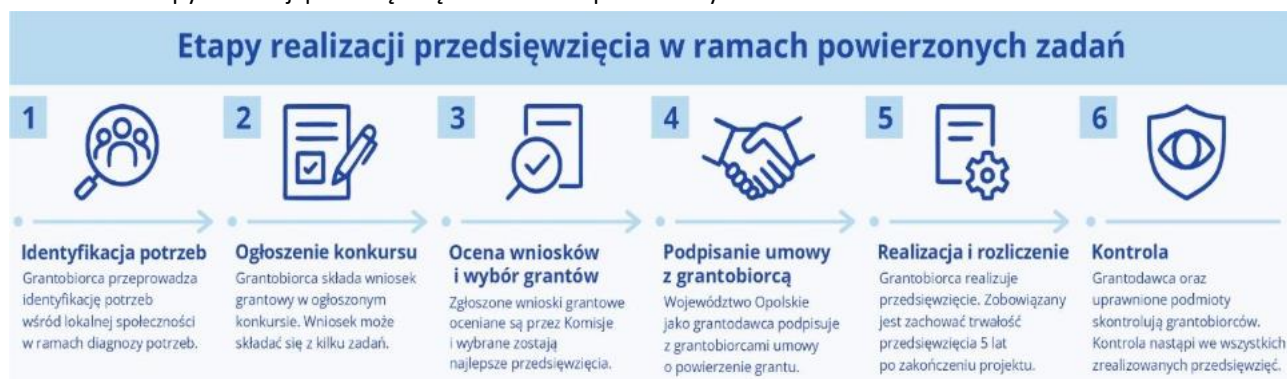 Etapy realizacji przedsięwzięcia w ramach powierzonych zadań
1
Identyfikacja potrzeb
Grantobiorca przeprowadza
identyfikację potrzeb
wśród lokalnej społeczności
w ramach diagnozy potrzeb.
2
Ogłoszenie konkursu
Grantobiorca składa wniosek
grantowy w ogłoszonym
konkursie. Wniosek może
składać się z kilku zadań.
3
Ocena wniosków
i wybór grantów
Zgłoszone wnioski grantowe
oceniane są przez Komisje
i wybrane zostają
najlepsze przedsięwzięcia.
4
Podpisanie umowy
z grantobiorcą
Województwo Opolskie
jako grantodawca podpisuje
z grantobiorcami umowy
o powierzenie grantu.
5
Realizacja i rozliczenie
Grantobiorca realizuje
przedsięwzięcie. Zobowiązany
jest zachować trwałość
przedsięwzięcia 5 lat
po zakończeniu projektu.
6
Kontrola
Grantodawca oraz
uprawnione podmioty
skontrolują grantobiorców.
Kontrola nastąpi we wszystkich
zrealizowanych przedsięwzięć.